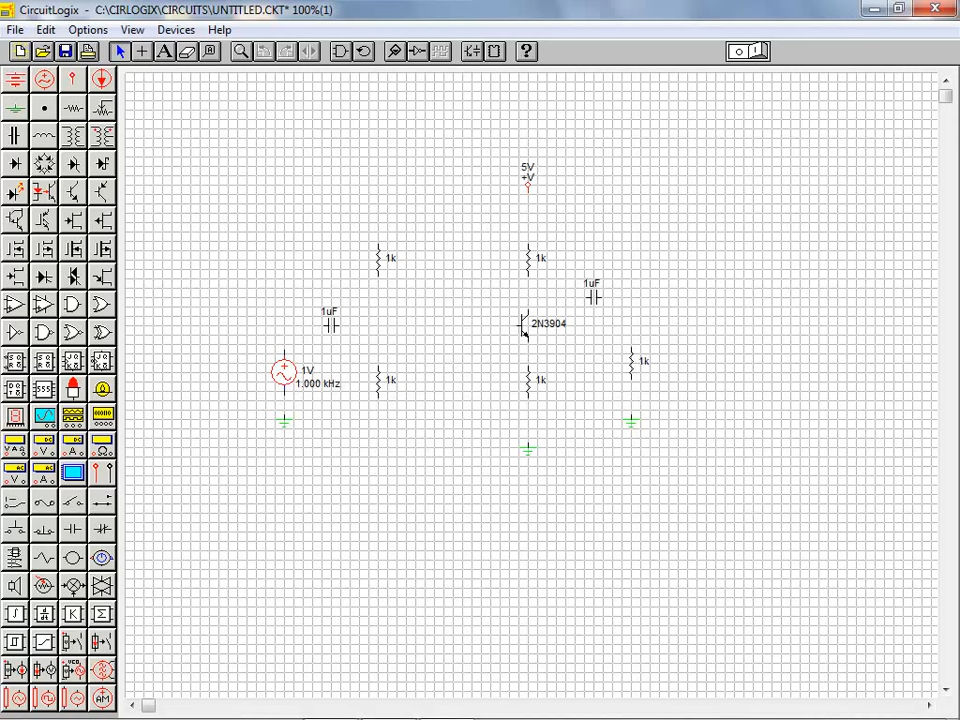 CircuitLogix - C:\CIRLOGIX\CIRCUITS\UNTITLED.CKT* 100%(1)
File Edit Options View Devices Help
5V
+V
1k
1k
1uF
1uF
2N3904
1k
1V
1.000 kHz
1k
1k